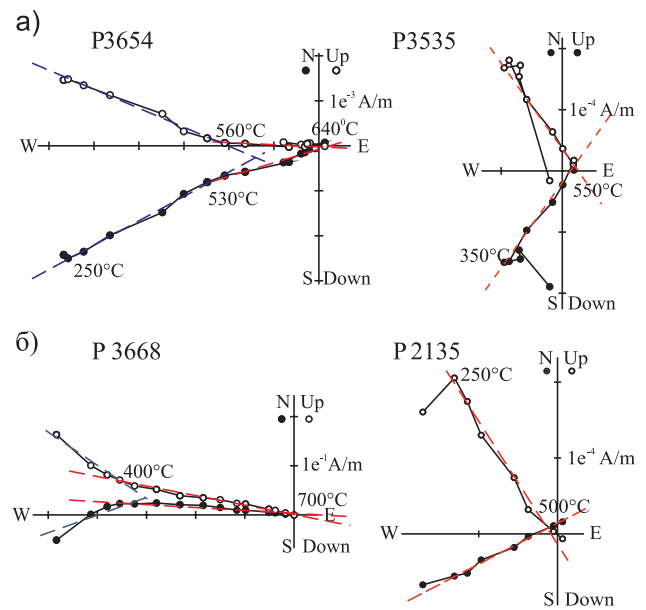 а)
P3654
N Up
1e⁻³ A/m
560°C
640⁰C
W
E
530°C
250°C
S Down
P3535
N Up
1e⁻⁴ A/m
W
E
550°C
350°C
S Down
б)
P 3668
N Up
1e⁻¹ A/m
400°C
700°C
W
E
S Down
P 2135
N Up
250°C
1e⁻⁴ A/m
500°C
W
E
S Down